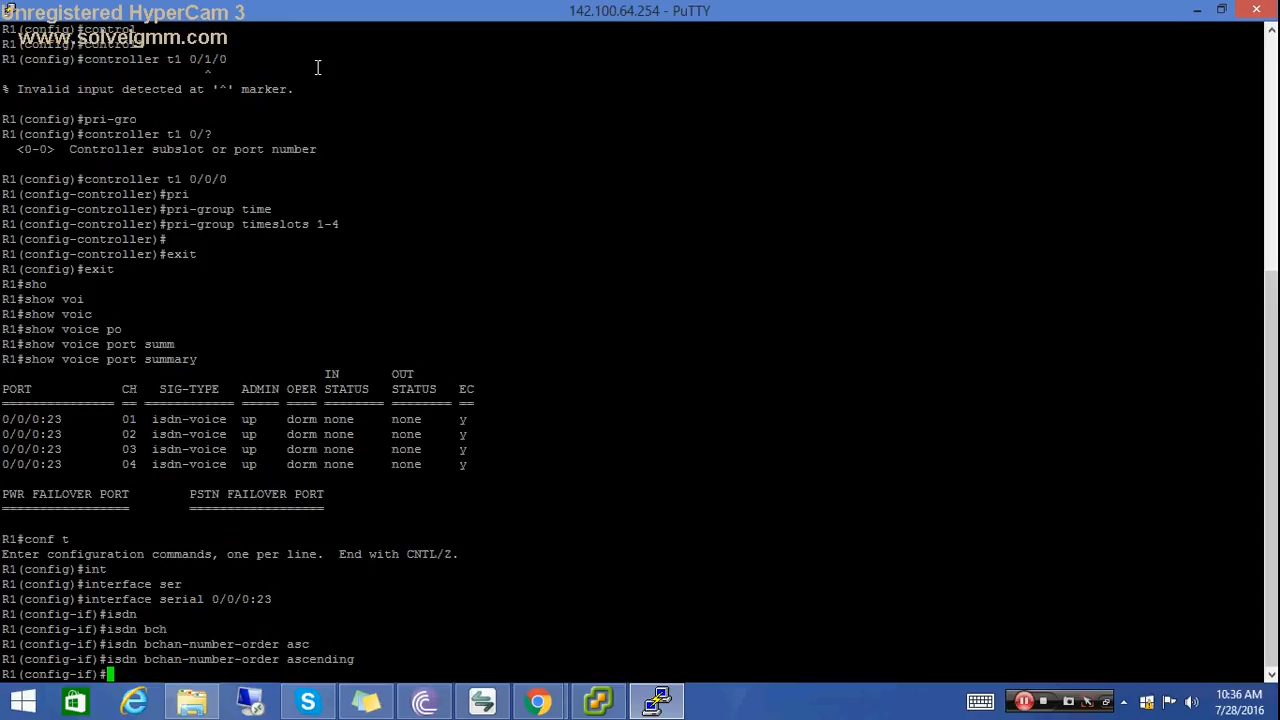 Unregistered HyperCam 3
142.100.64.254 - PuTTY
R1(config)#control
www.solveigmm.com
R1(config)#controller t1 0/1/0
^
% Invalid input detected at '^' marker.
R1(config)#pri-gro
R1(config)#controller t1 0/?
<0-0>  Controller subslot or port number
R1(config)#controller t1 0/0/0
R1(config-controller)#pri
R1(config-controller)#pri-group time
R1(config-controller)#pri-group timeslots 1-4
R1(config-controller)#
R1(config-controller)#exit
R1(config)#exit
R1#sho
R1#show voi
R1#show voic
R1#show voice po
R1#show voice port summ
R1#show voice port summary
IN OUT
PORT CH SIG-TYPE ADMIN OPER STATUS STATUS EC
=============== == ============ ===== ==== ======== ======== ==
0/0/0:23 01 isdn-voice up dorm none none y
0/0/0:23 02 isdn-voice up dorm none none y
0/0/0:23 03 isdn-voice up dorm none none y
0/0/0:23 04 isdn-voice up dorm none none y
PWR FAILOVER PORT PSTN FAILOVER PORT
================= ==================
R1#conf t
Enter configuration commands, one per line.  End with CNTL/Z.
R1(config)#int
R1(config)#interface ser
R1(config)#interface serial 0/0/0:23
R1(config-if)#isdn
R1(config-if)#isdn bch
R1(config-if)#isdn bchan-number-order asc
R1(config-if)#isdn bchan-number-order ascending
R1(config-if)#
10:36 AM
7/28/2016